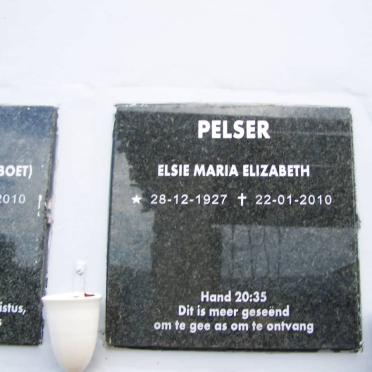 BOET)
2010
istus,
PELSER
ELSIE MARIA ELIZABETH
★ 28-12-1927 ✝ 22-01-2010
Hand 20:35
Dit is meer geseënd
om te gee as om te ontvang